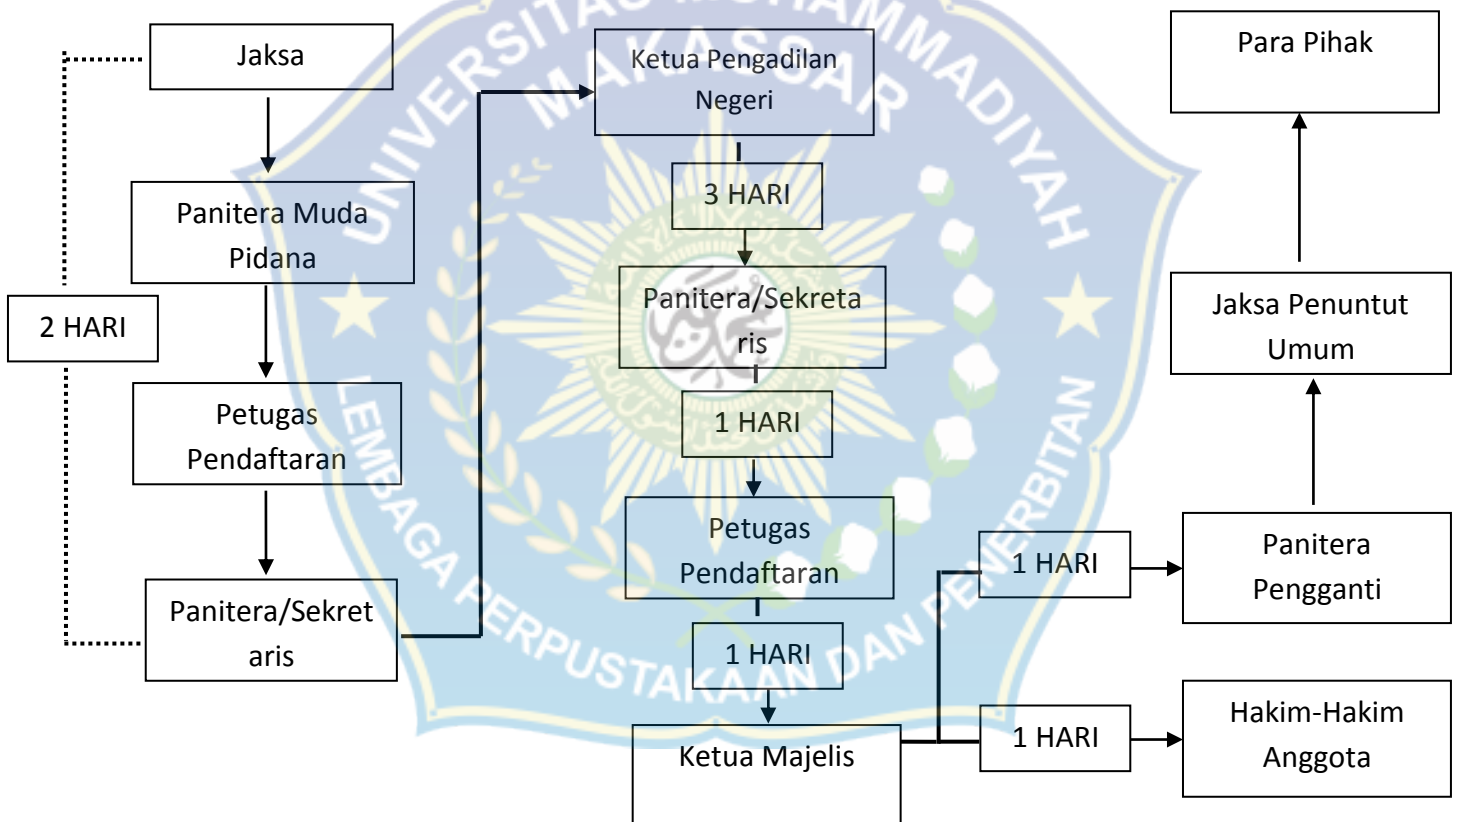 Jaksa
Panitera Muda
Pidana
2 HARI
Petugas
Pendaftaran
Panitera/Sekret
aris
Ketua Pengadilan
Negeri
3 HARI
Panitera/Sekreta
ris
1 HARI
Petugas
Pendaftaran
1 HARI
Ketua Majelis
1 HARI
Panitera
Pengganti
1 HARI
Hakim-Hakim
Anggota
Jaksa Penuntut
Umum
Para Pihak
UNIVERSITAS MUHAMMADIYAH
MAKASSAR
LEMBAGA PERPUSTAKAAN DAN PENERBITAN